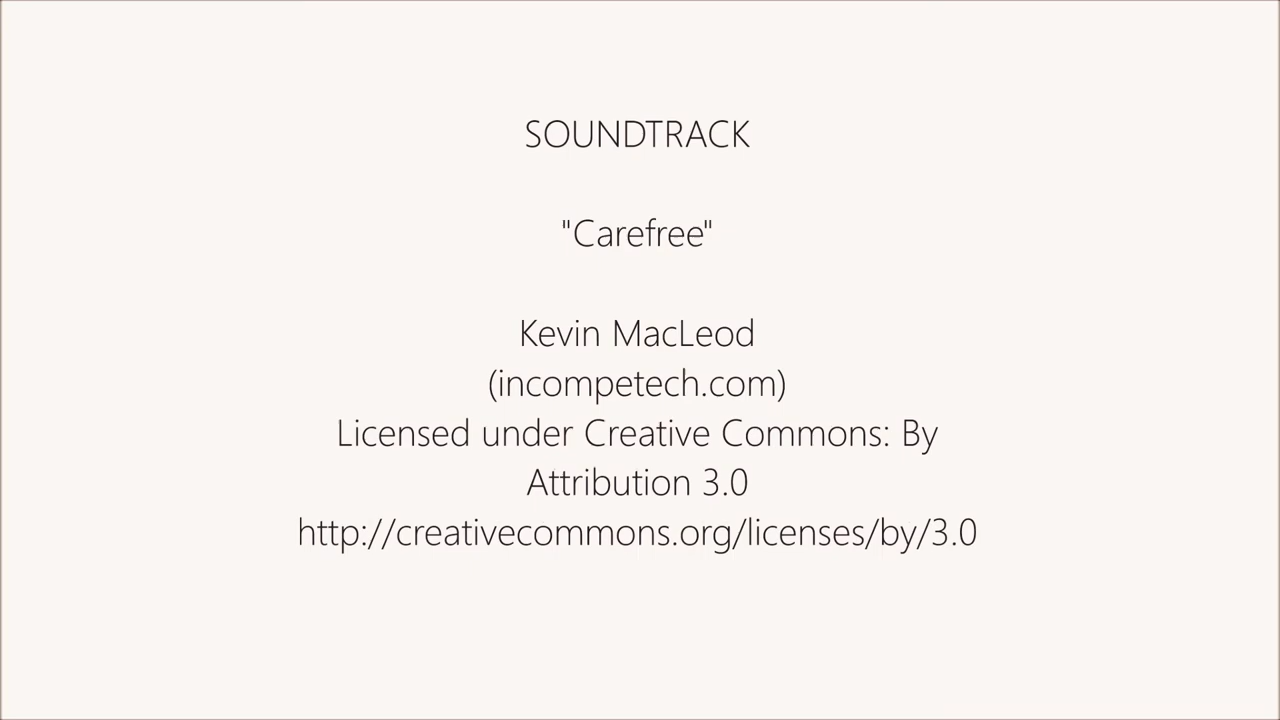 SOUNDTRACK
"Carefree"
Kevin MacLeod
(incompetech.com)
Licensed under Creative Commons: By
Attribution 3.0
http://creativecommons.org/licenses/by/3.0